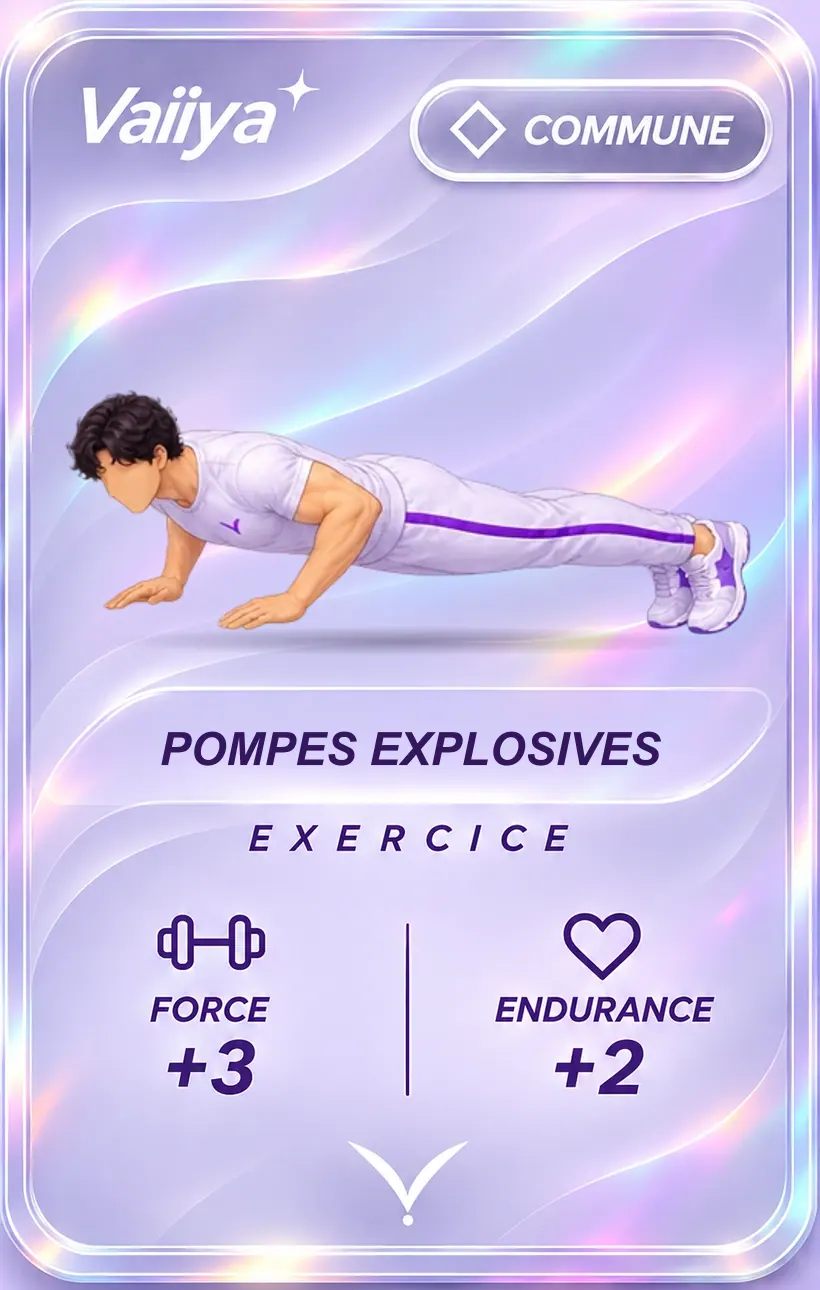 Vaiiya
COMMUNE
POMPES EXPLOSIVES
EXERCICE
FORCE
+3
ENDURANCE
+2